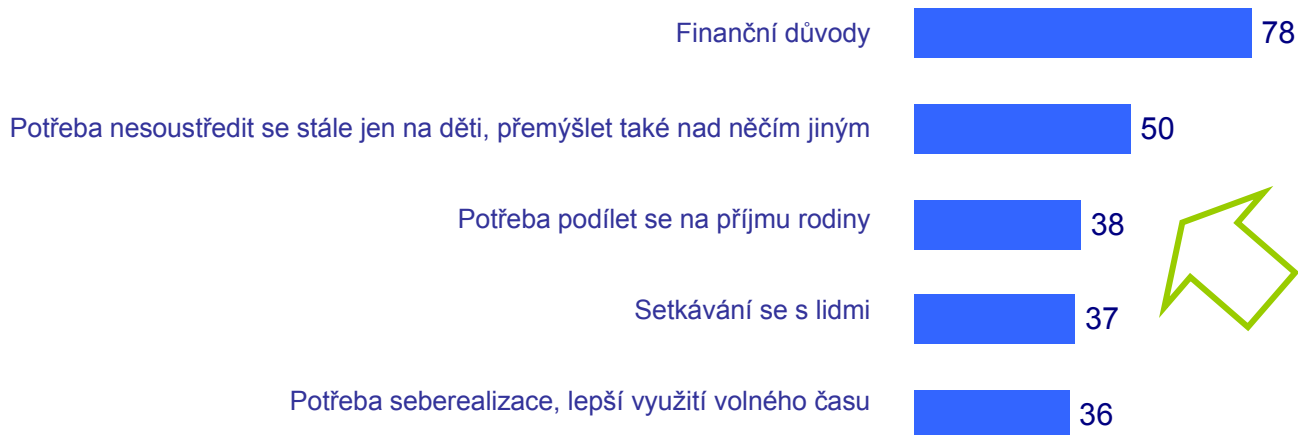 Finanční důvody 78
Potřeba nesoustředit se stále jen na děti, přemýšlet také nad něčím jiným 50
Potřeba podílet se na příjmu rodiny 38
Setkávání se s lidmi 37
Potřeba seberealizace, lepší využití volného času 36